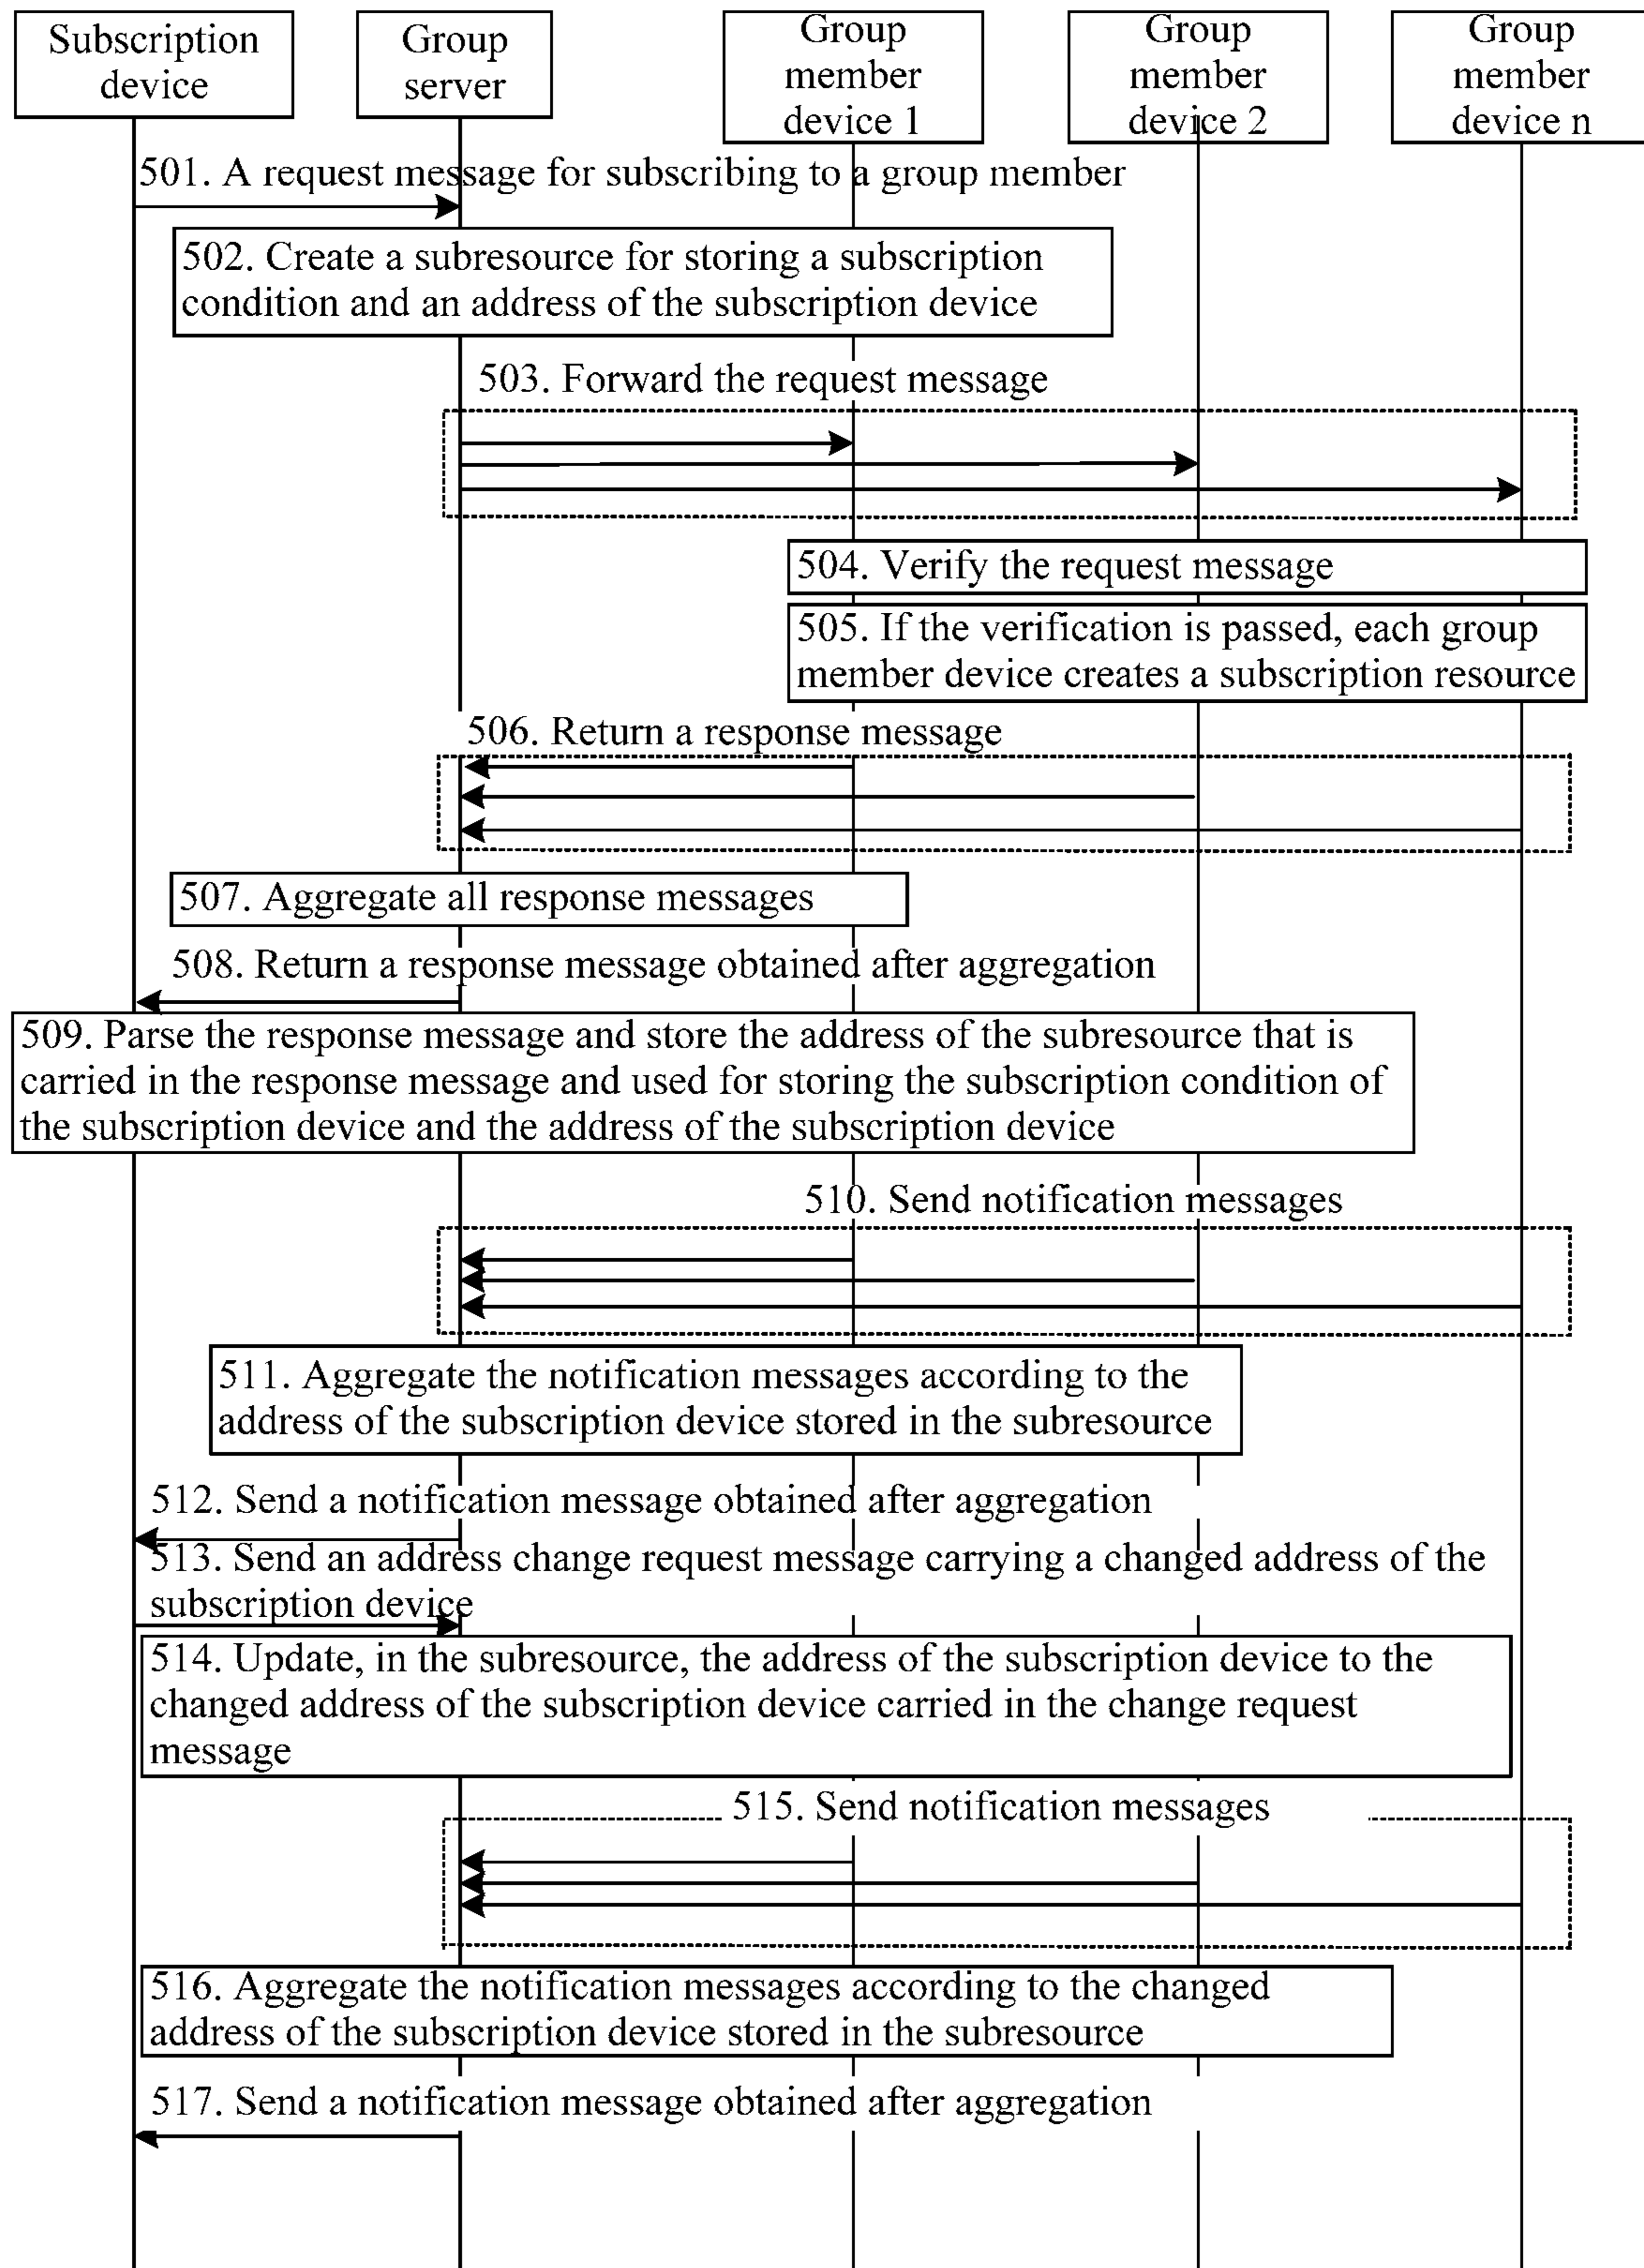 Subscription
device
Group
server
Group
member
device 1
Group
member
device 2
Group
member
device n
501. A request message for subscribing to a group member
502. Create a subresource for storing a subscription
condition and an address of the subscription device
503. Forward the request message
504. Verify the request message
505. If the verification is passed, each group
member device creates a subscription resource
506. Return a response message
507. Aggregate all response messages
508. Return a response message obtained after aggregation
509. Parse the response message and store the address of the subresource that is
carried in the response message and used for storing the subscription condition of
the subscription device and the address of the subscription device
510. Send notification messages
511. Aggregate the notification messages according to the
address of the subscription device stored in the subresource
512. Send a notification message obtained after aggregation
513. Send an address change request message carrying a changed address of the
subscription device
514. Update, in the subresource, the address of the subscription device to the
changed address of the subscription device carried in the change request
message
515. Send notification messages
516. Aggregate the notification messages according to the changed
address of the subscription device stored in the subresource
517. Send a notification message obtained after aggregation